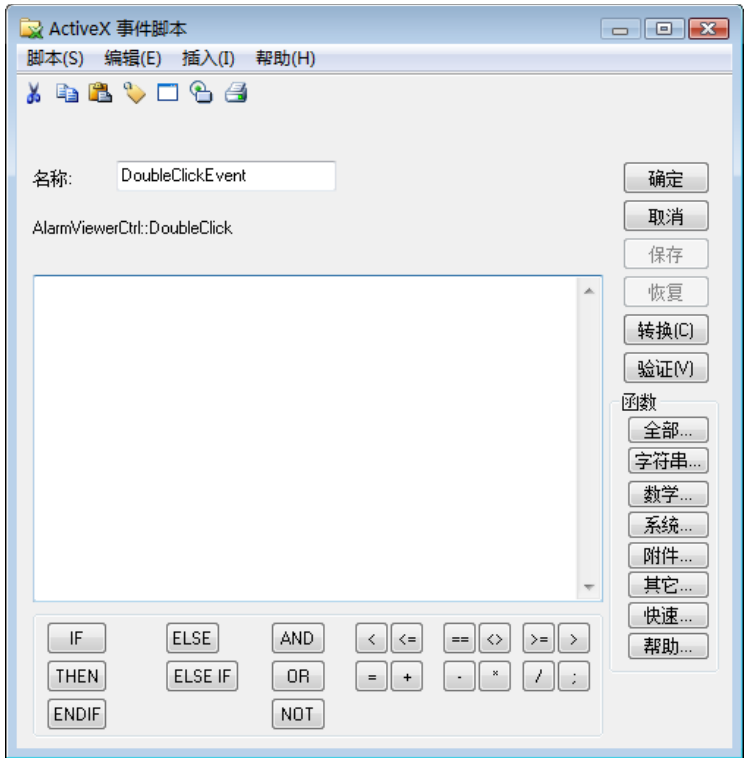 ActiveX 事件脚本
脚本(S) 编辑(E) 插入(I) 帮助(H)
名称: DoubleClickEvent
AlarmViewerCtrl::DoubleClick
确定
取消
保存
恢复
转换(C)
验证(V)
函数
全部...
字符串...
数学...
系统...
附件...
其它...
快速...
帮助...
IF ELSE AND < <= == <> >= >
THEN ELSE IF OR = + - * / ;
ENDIF NOT